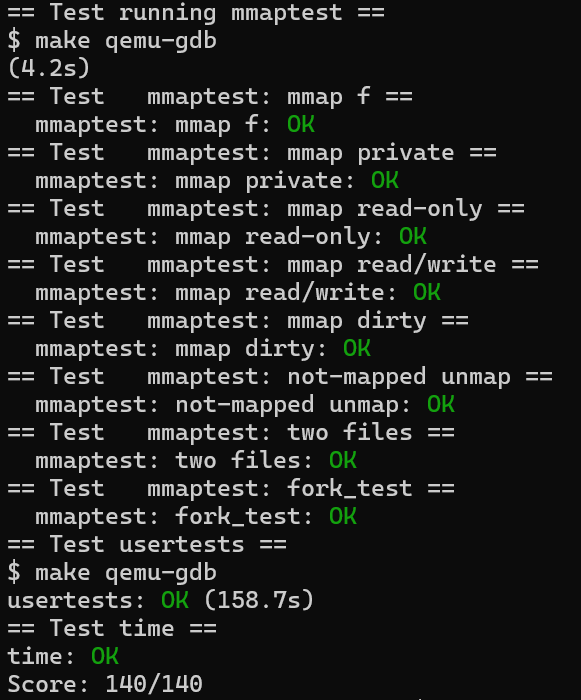 == Test running mmaptest ==
$ make qemu-gdb
(4.2s)
== Test   mmaptest: mmap f ==
  mmaptest: mmap f: OK
== Test   mmaptest: mmap private ==
  mmaptest: mmap private: OK
== Test   mmaptest: mmap read-only ==
  mmaptest: mmap read-only: OK
== Test   mmaptest: mmap read/write ==
  mmaptest: mmap read/write: OK
== Test   mmaptest: mmap dirty ==
  mmaptest: mmap dirty: OK
== Test   mmaptest: not-mapped unmap ==
  mmaptest: not-mapped unmap: OK
== Test   mmaptest: two files ==
  mmaptest: two files: OK
== Test   mmaptest: fork_test ==
  mmaptest: fork_test: OK
== Test usertests ==
$ make qemu-gdb
usertests: OK (158.7s)
== Test time ==
time: OK
Score: 140/140